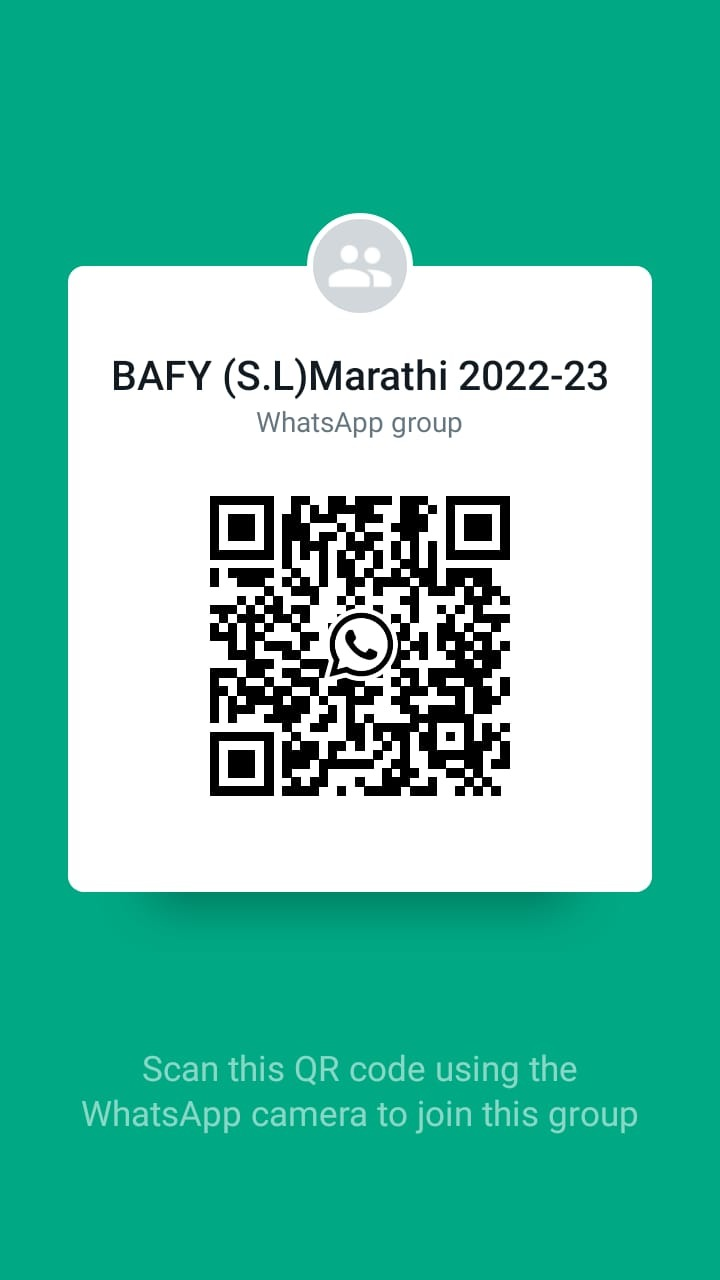 BAFY (S.L)Marathi 2022-23
WhatsApp group
Scan this QR code using the
WhatsApp camera to join this group